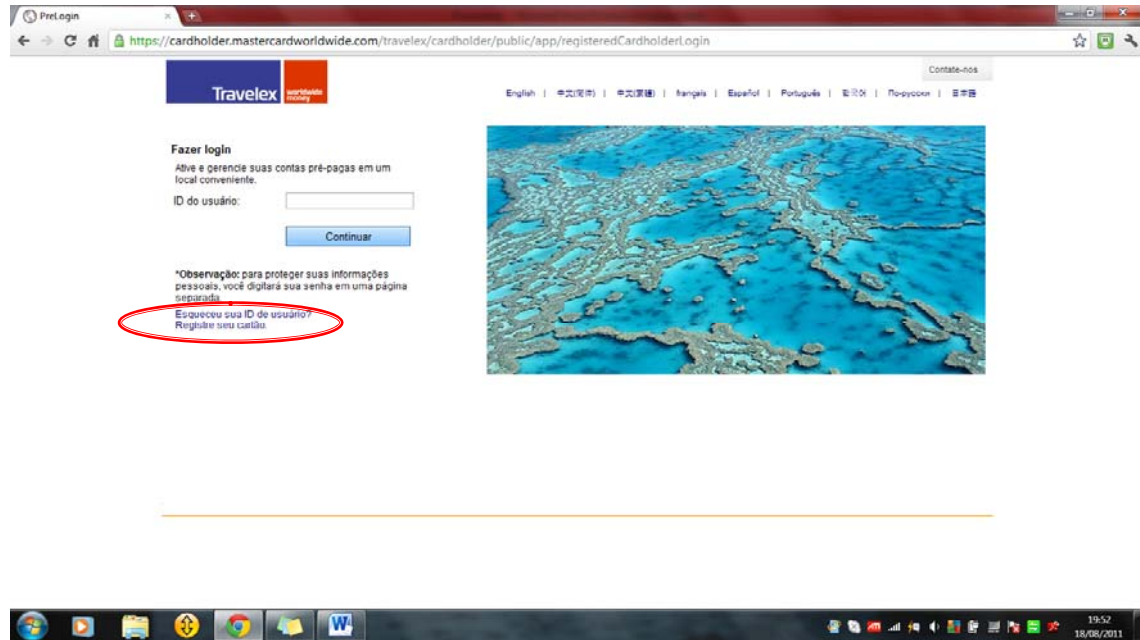 PreLogin
https://cardholder.mastercardworldwide.com/travelex/cardholder/public/app/registeredCardholderLogin
Contate-nos
Travelex worldwide money
English | 中文(简体) | 中文(繁體) | français | Español | Português | 한국어 | По-русски | 日本語
Fazer login
Ative e gerencie suas contas pré-pagas em um
local conveniente.
ID do usuário:
Continuar
*Observação: para proteger suas informações
pessoais, você digitará sua senha em uma página
separada.
Esqueceu sua ID de usuário?
Registre seu cartão.
19:52
18/08/2011